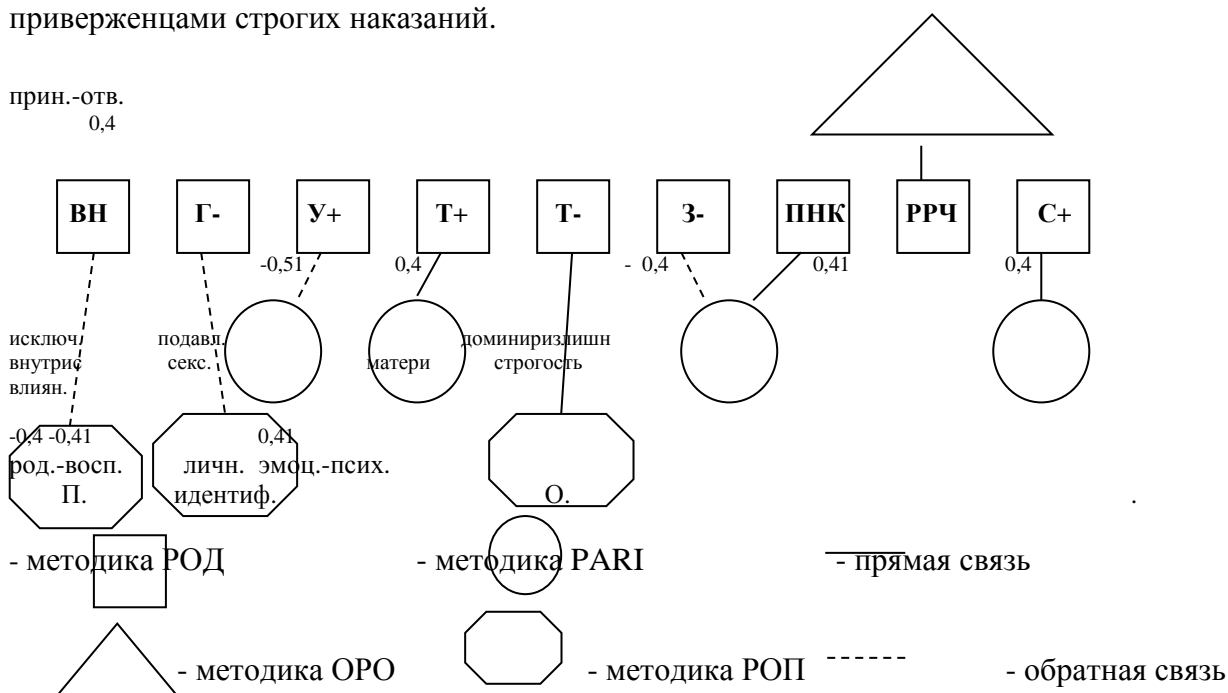 приверженцами строгих наказаний.
прин.-отв.
0,4
ВН Г- У+ Т+ Т- З- ПНК РРЧ С+
-0,51 0,4 - 0,4 0,41 0,4
исключ. подавл. доминиризлишн
внутрис секс. матери строгость
влиян.
-0,4 -0,41 0,41
род.-восп. личн. эмоц.-псих.
П. идентиф. О. .
- методика РОД - методика PARI - прямая связь
- методика ОРО - методика РОП - обратная связь